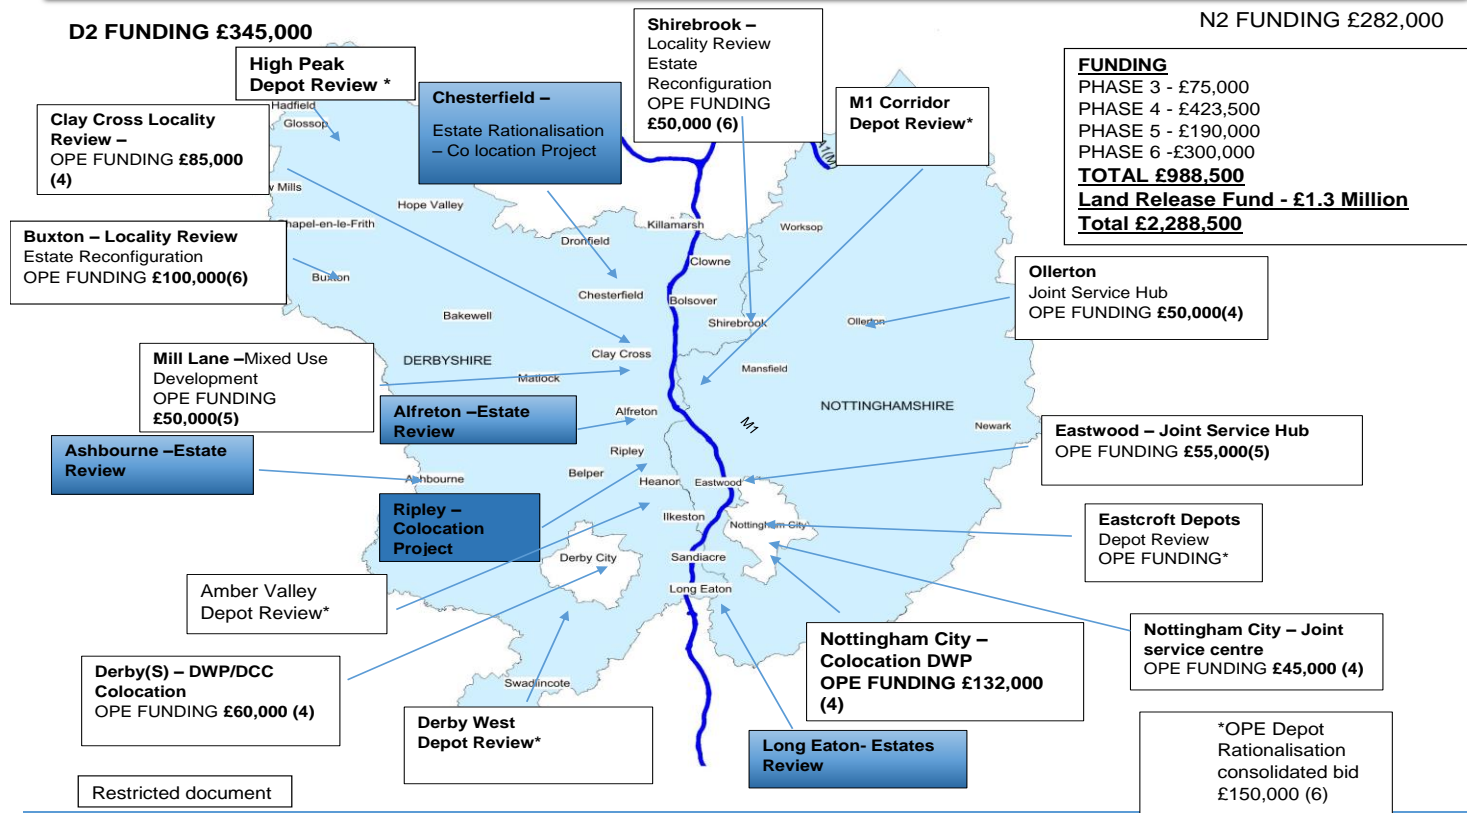 D2 FUNDING £345,000
N2 FUNDING £282,000
High Peak
Depot Review *
Shirebrook –
Locality Review
Estate
Reconfiguration
OPE FUNDING
£50,000 (6)
Chesterfield –
Estate Rationalisation
– Co location Project
M1 Corridor
Depot Review*
FUNDING
PHASE 3 - £75,000
PHASE 4 - £423,500
PHASE 5 - £190,000
PHASE 6 -£300,000
TOTAL £988,500
Land Release Fund - £1.3 Million
Total £2,288,500
Clay Cross Locality
Review –
OPE FUNDING £85,000
(4)
Buxton – Locality Review
Estate Reconfiguration
OPE FUNDING £100,000(6)
Ollerton
Joint Service Hub
OPE FUNDING £50,000(4)
Mill Lane –Mixed Use
Development
OPE FUNDING
£50,000(5)
Alfreton –Estate
Review
Ashbourne –Estate
Review
Eastwood – Joint Service Hub
OPE FUNDING £55,000(5)
Ripley –
Colocation
Project
Eastcroft Depots
Depot Review
OPE FUNDING*
Amber Valley
Depot Review*
Nottingham City – Joint
service centre
OPE FUNDING £45,000 (4)
Nottingham City –
Colocation DWP
OPE FUNDING £132,000
(4)
Derby(S) – DWP/DCC
Colocation
OPE FUNDING £60,000 (4)
Derby West
Depot Review*
Long Eaton- Estates
Review
*OPE Depot
Rationalisation
consolidated bid
£150,000 (6)
Restricted document
Hadfield
Glossop
w Mills
Hope Valley
hapel-en-le-Frith
Buxton
Bakewell
Dronfield
Killamarsh
Clowne
Worksop
A1(M
Chesterfield
Bolsover
Shirebrook
Ollerton
Clay Cross
DERBYSHIRE
Matlock
Mansfield
NOTTINGHAMSHIRE
Alfreton
M1
Newark
Ripley
Belper
Heanor
Eastwood
Ashbourne
Ilkeston
Nottingham City
Derby City
Sandiacre
Long Eaton
Swadlincote